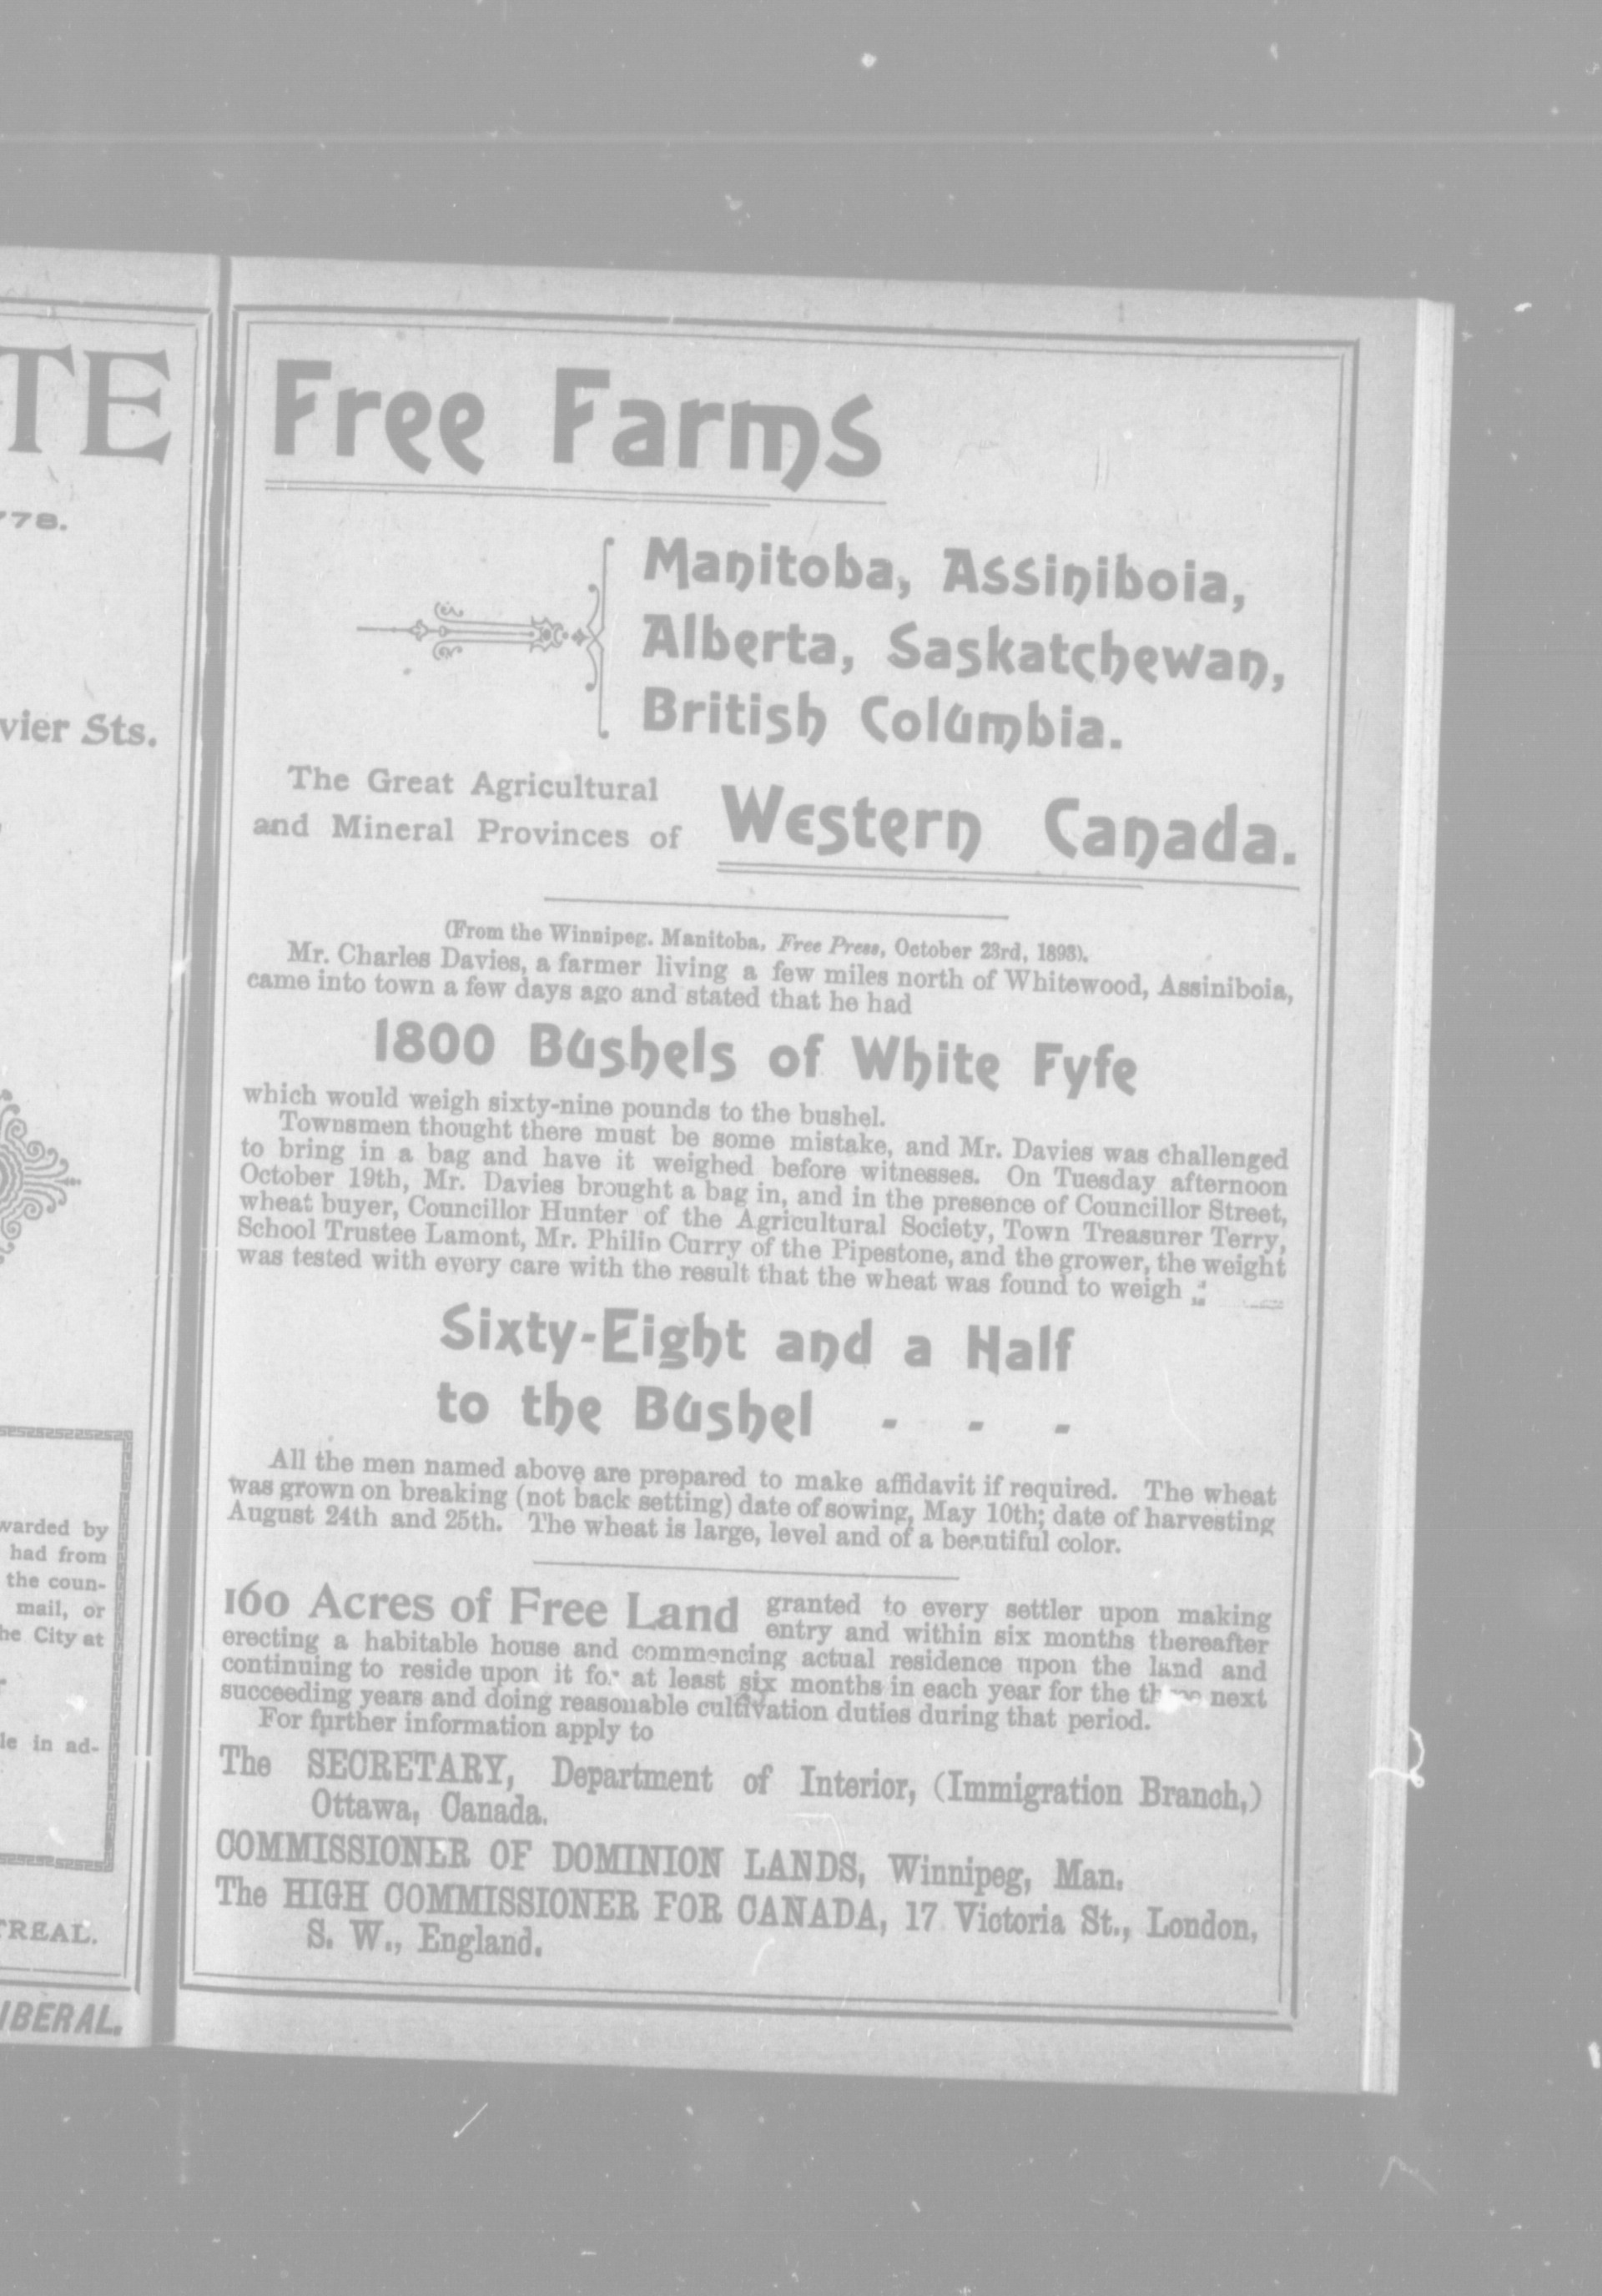 TE
778.
vier Sts.
warded by
had from
the coun-
mail, or
he City at
le in ad-
TREAL.
IBERAL.
Free Farms
Manitoba, Assiniboia,
Alberta, Saskatchewan,
British Columbia.
The Great Agricultural
and Mineral Provinces of
Western Canada.
(From the Winnipeg. Manitoba, Free Press, October 23rd, 1893).
Mr. Charles Davies, a farmer living a few miles north of Whitewood, Assiniboia,
came into town a few days ago and stated that he had
1800 Bushels of White Fyfe
which would weigh sixty-nine pounds to the bushel.
Townsmen thought there must be some mistake, and Mr. Davies was challenged
to bring in a bag and have it weighed before witnesses. On Tuesday afternoon
October 19th, Mr. Davies brought a bag in, and in the presence of Councillor Street,
wheat buyer, Councillor Hunter of the Agricultural Society, Town Treasurer Terry,
School Trustee Lamont, Mr. Philip Curry of the Pipestone, and the grower, the weight
was tested with every care with the result that the wheat was found to weigh
Sixty-Eight and a Half
to the Bushel - - -
All the men named above are prepared to make affidavit if required. The wheat
was grown on breaking (not back setting) date of sowing, May 10th; date of harvesting
August 24th and 25th. The wheat is large, level and of a beautiful color.
160 Acres of Free Land granted to every settler upon making
entry and within six months thereafter
erecting a habitable house and commencing actual residence upon the land and
continuing to reside upon it for at least six months in each year for the three next
succeeding years and doing reasonable cultivation duties during that period.
For further information apply to
The SECRETARY, Department of Interior, (Immigration Branch,)
Ottawa, Canada.
COMMISSIONER OF DOMINION LANDS, Winnipeg, Man.
The HIGH COMMISSIONER FOR CANADA, 17 Victoria St., London,
S. W., England.